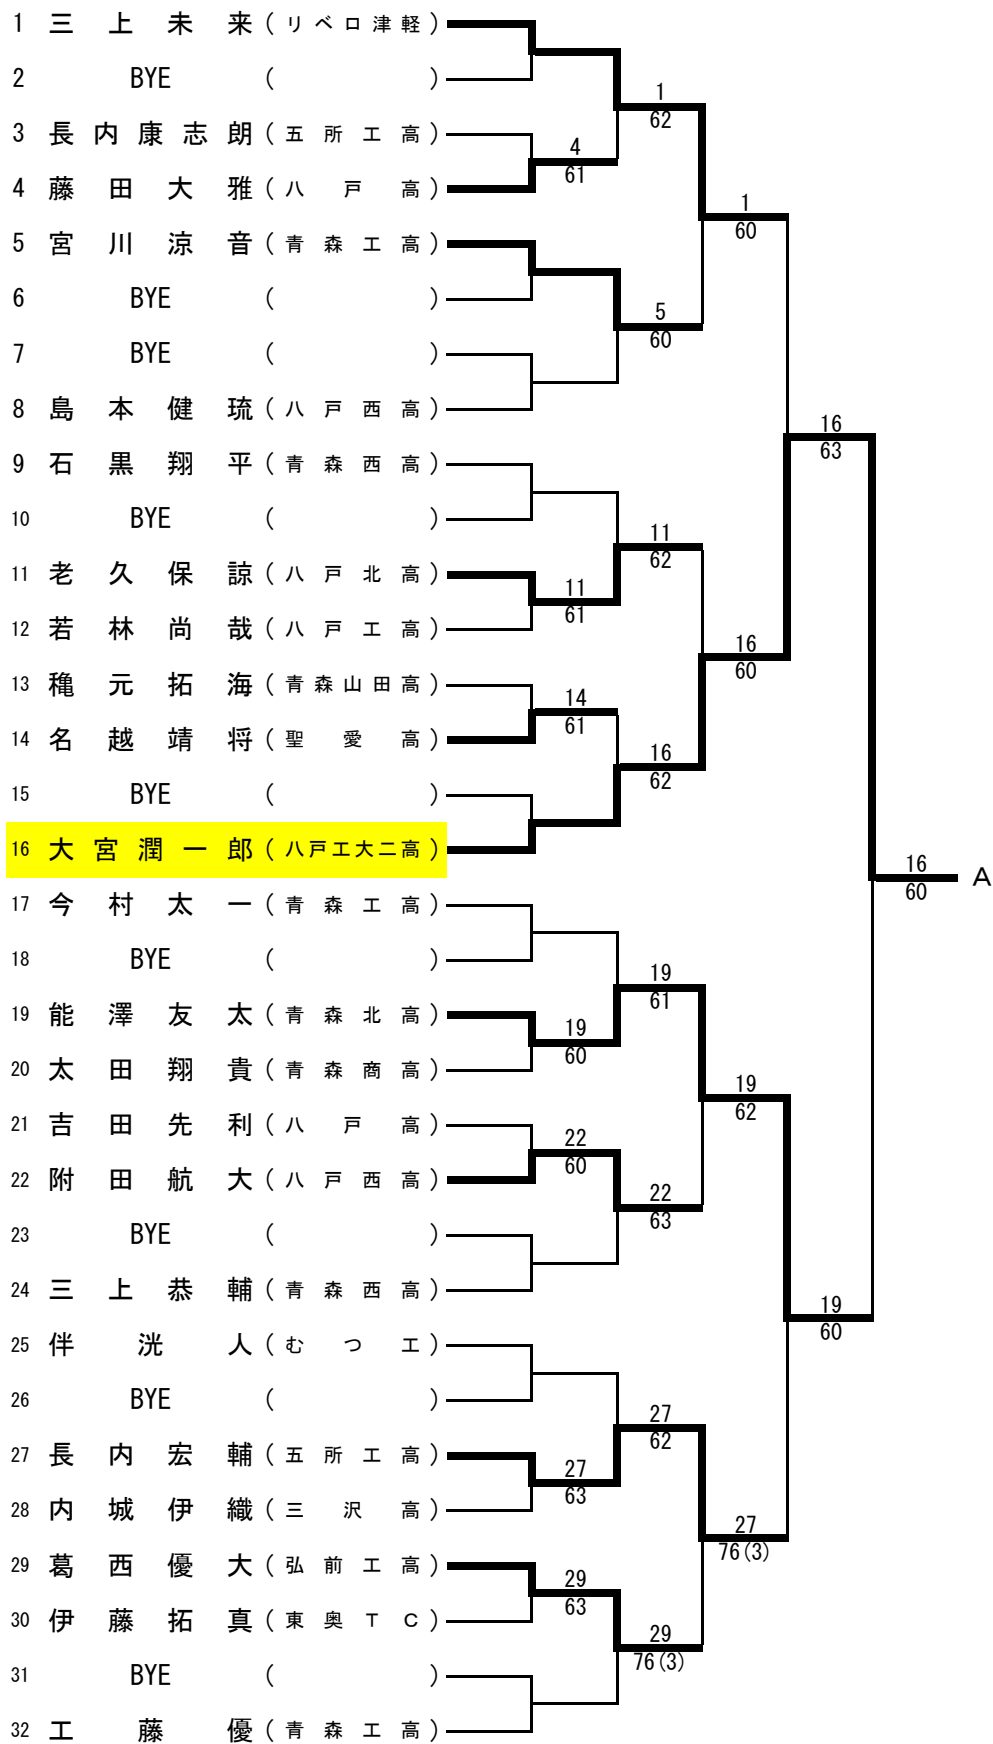 1 三上未来(リベロ津軽)
2 BYE ( )
1
62
3 長内康志朗(五所工高)
4
61
4 藤田大雅(八戸高)
1
60
5 宮川涼音(青森工高)
6 BYE ( )
5
60
7 BYE ( )
8 島本健琉(八戸西高)
16
63
9 石黒翔平(青森西高)
10 BYE ( )
11
62
11 老久保諒(八戸北高)
11
61
12 若林尚哉(八戸工高)
16
60
13 穐元拓海(青森山田高)
14
61
14 名越靖将(聖愛高)
16
62
15 BYE ( )
16 大宮潤一郎(八戸工大二高)
16
60
A
17 今村太一(青森工高)
18 BYE ( )
19
61
19 能澤友太(青森北高)
19
60
20 太田翔貴(青森商高)
19
62
21 吉田先利(八戸高)
22
60
22 附田航大(八戸西高)
22
63
23 BYE ( )
24 三上恭輔(青森西高)
19
60
25 伴洸人(むつ工)
26 BYE ( )
27
62
27 長内宏輔(五所工高)
27
63
28 内城伊織(三沢高)
27
76(3)
29 葛西優大(弘前工高)
29
63
30 伊藤拓真(東奥TC)
29
76(3)
31 BYE ( )
32 工藤優(青森工高)